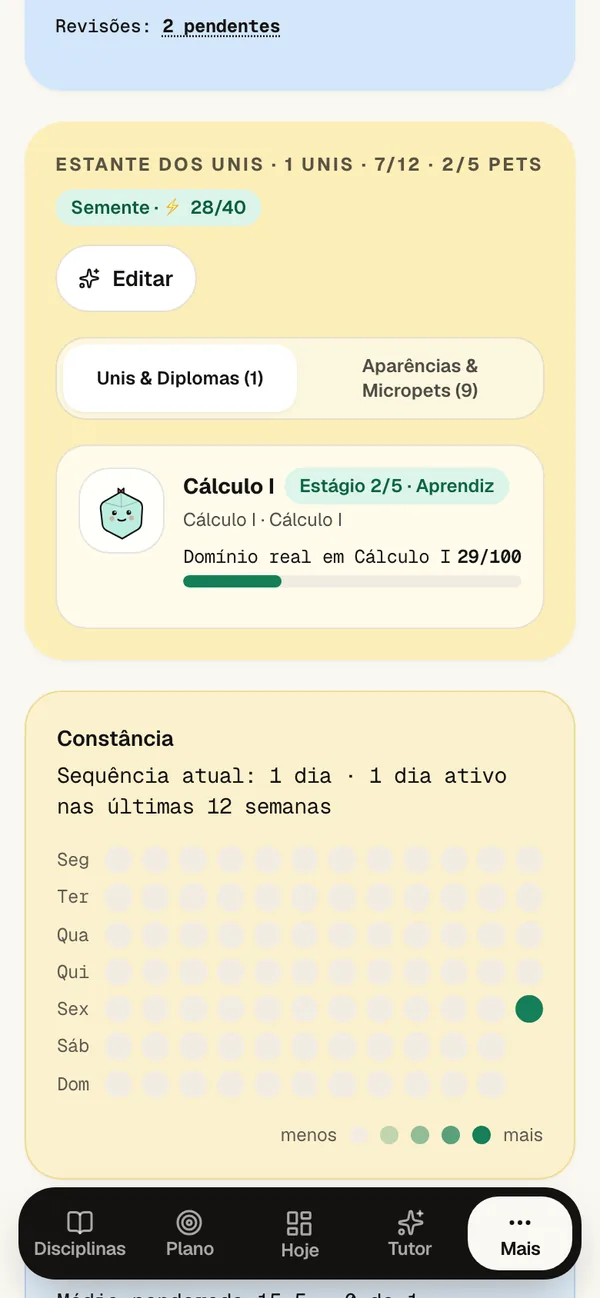 Revisões: 2 pendentes
ESTANTE DOS UNIS · 1 UNIS · 7/12 · 2/5 PETS
Semente · ⚡ 28/40
Editar
Unis & Diplomas (1)
Aparências &
Micropets (9)
Cálculo I Estágio 2/5 · Aprendiz
Cálculo I · Cálculo I
Domínio real em Cálculo I 29/100
Constância
Sequência atual: 1 dia · 1 dia ativo
nas últimas 12 semanas
Seg
Ter
Qua
Qui
Sex
Sáb
Dom
menos mais
Disciplinas Plano Hoje Tutor Mais